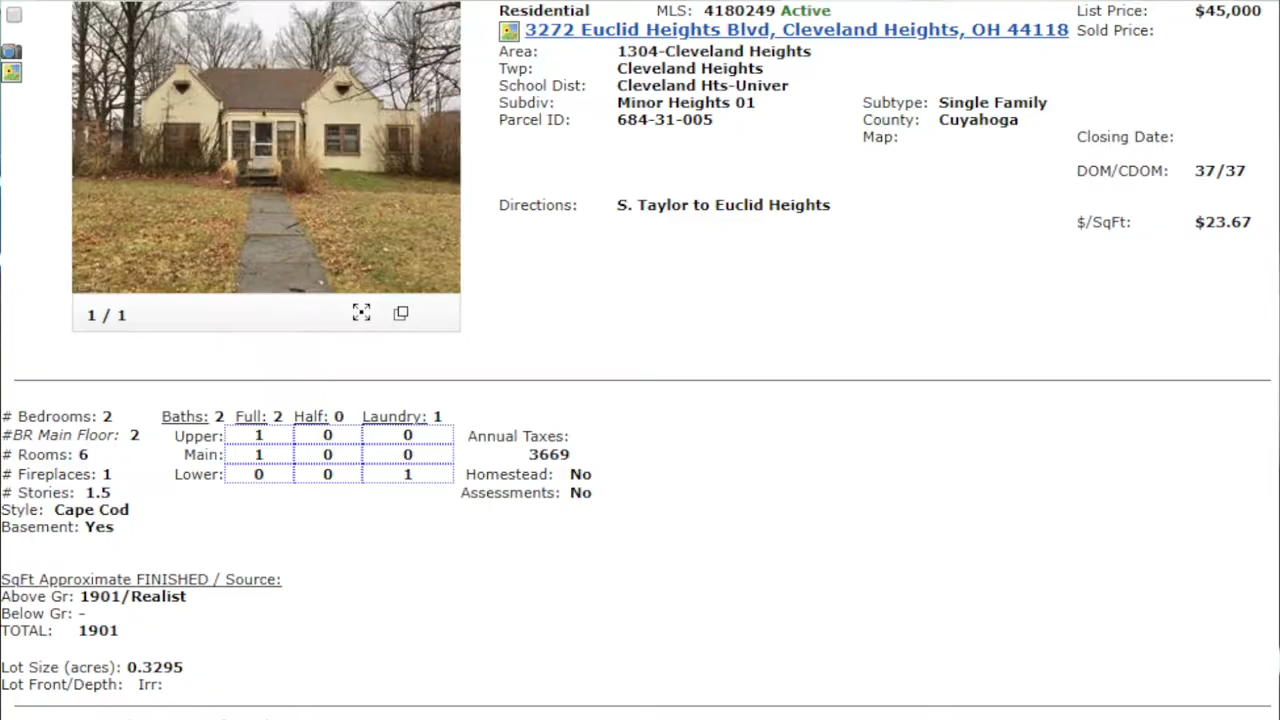 Residential MLS: 4180249 Active List Price: $45,000
3272 Euclid Heights Blvd, Cleveland Heights, OH 44118 Sold Price:
Area: 1304-Cleveland Heights
Twp: Cleveland Heights
School Dist: Cleveland Hts-Univer
Subdiv: Minor Heights 01 Subtype: Single Family
Parcel ID: 684-31-005 County: Cuyahoga
Map: Closing Date:
DOM/CDOM: 37/37
Directions: S. Taylor to Euclid Heights
$/SqFt: $23.67
1 / 1
# Bedrooms: 2 Baths: 2 Full: 2 Half: 0 Laundry: 1
#BR Main Floor: 2 Upper: 1 0 0 Annual Taxes:
# Rooms: 6 Main: 1 0 0 3669
# Fireplaces: 1 Lower: 0 0 1 Homestead: No
# Stories: 1.5 Assessments: No
Style: Cape Cod
Basement: Yes
SqFt Approximate FINISHED / Source:
Above Gr: 1901/Realist
Below Gr: -
TOTAL: 1901
Lot Size (acres): 0.3295
Lot Front/Depth: Irr: